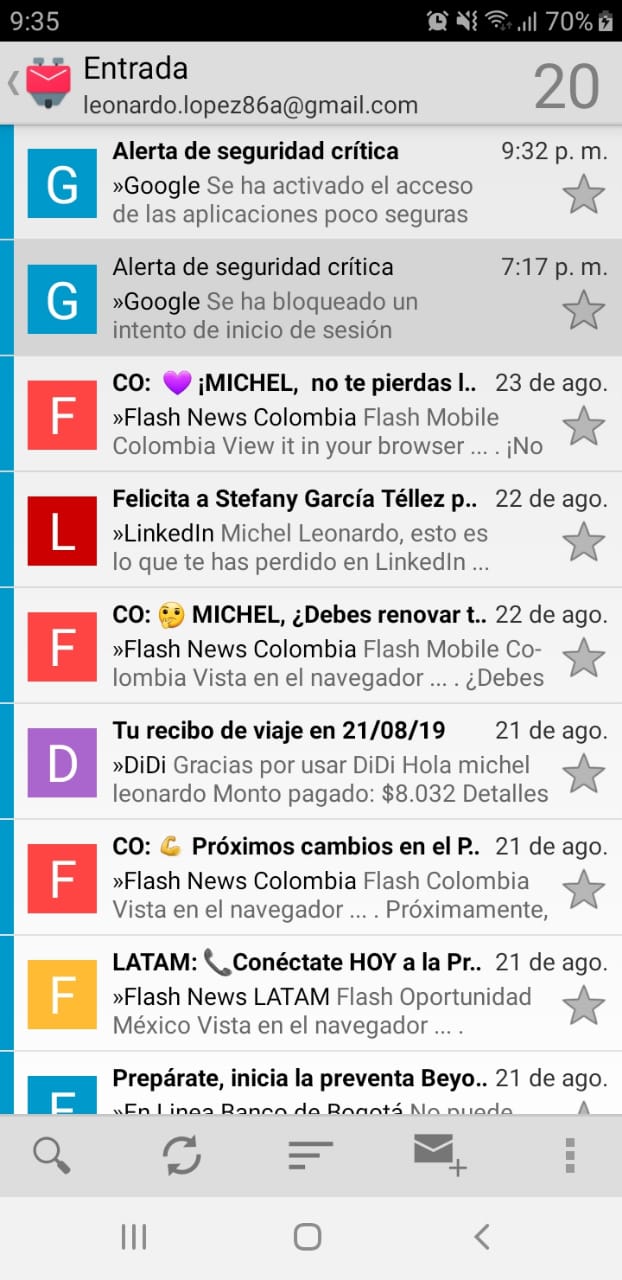 9:35 70%
Entrada 20
leonardo.lopez86a@gmail.com
Alerta de seguridad crítica 9:32 p. m.
G »Google Se ha activado el acceso
de las aplicaciones poco seguras
Alerta de seguridad crítica 7:17 p. m.
G »Google Se ha bloqueado un
intento de inicio de sesión
CO: 💜 ¡MICHEL, no te pierdas l.. 23 de ago.
F »Flash News Colombia Flash Mobile
Colombia View it in your browser ... . ¡No
Felicita a Stefany García Téllez p.. 22 de ago.
L »LinkedIn Michel Leonardo, esto es
lo que te has perdido en LinkedIn ...
CO: 🤔 MICHEL, ¿Debes renovar t.. 22 de ago.
F »Flash News Colombia Flash Mobile Co-
lombia Vista en el navegador ... . ¿Debes
Tu recibo de viaje en 21/08/19 21 de ago.
D »DiDi Gracias por usar DiDi Hola michel
leonardo Monto pagado: $8.032 Detalles
CO: 💪 Próximos cambios en el P.. 21 de ago.
F »Flash News Colombia Flash Colombia
Vista en el navegador ... . Próximamente,
LATAM: 📞Conéctate HOY a la Pr.. 21 de ago.
F »Flash News LATAM Flash Oportunidad
México Vista en el navegador ... .
Prepárate, inicia la preventa Beyo.. 21 de ago.
»En Linea Banco de Bogotá No puede